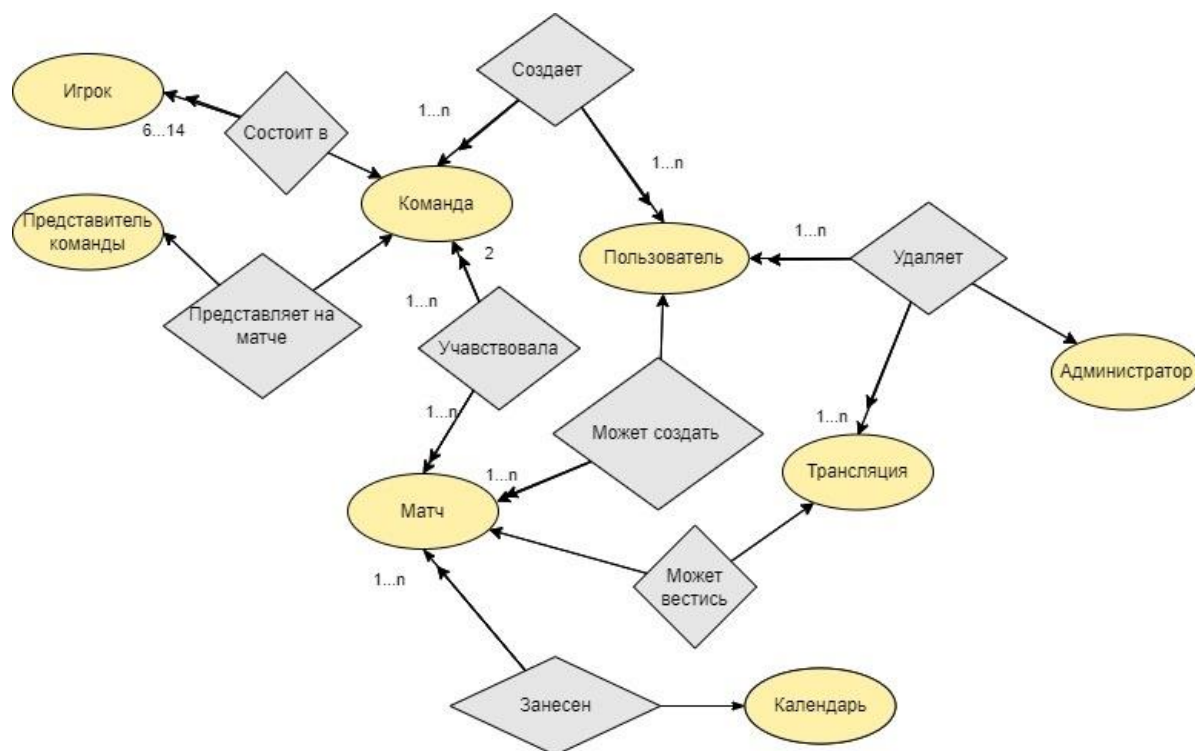 Создает
Игрок
6...14
Состоит в
1...n
1...n
Команда
Представитель
команды
2
Пользователь
1...n
Удаляет
1...n
Представляет на
матче
Учавствовала
Администратор
1...n
Может создать
1...n
Трансляция
1...n
Матч
Может
вестись
1...n
Занесен
Календарь